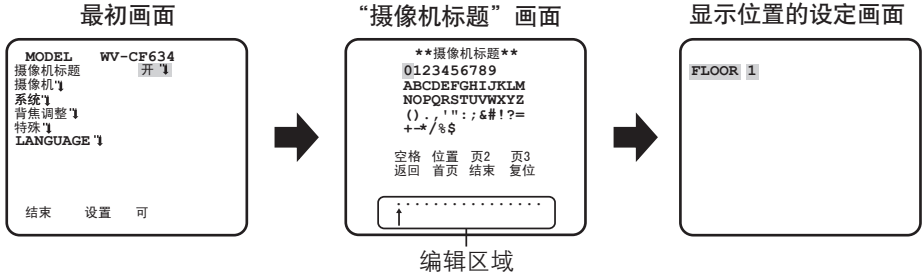 最初画面
MODEL WV-CF634
摄像机标题 开
摄像机
系统
背焦调整
特殊
LANGUAGE
结束 设置 可
“摄像机标题”画面
**摄像机标题**
0123456789
ABCDEFGHIJKLM
NOPQRSTUVWXYZ
().,'":;&#!?=
+-*/%$
空格 位置 页2 页3
返回 首页 结束 复位
................
编辑区域
显示位置的设定画面
FLOOR 1